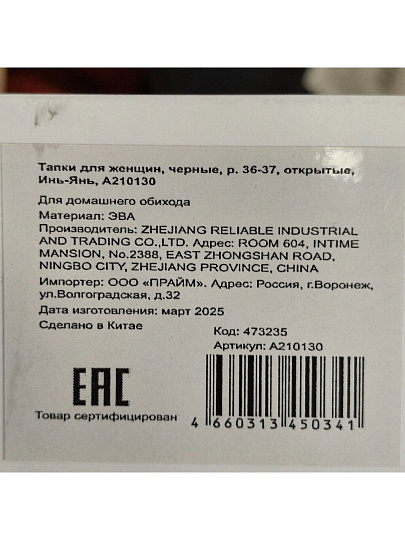 Тапки для женщин, черные, р. 36-37, открытые,
Инь-Янь, А210130
Для домашнего обихода
Материал: ЭВА
Производитель: ZHEJIANG RELIABLE INDUSTRIAL
AND TRADING CO.,LTD. Адрес: ROOM 604, INTIME
MANSION, No.2388, EAST ZHONGSHAN ROAD,
NINGBO CITY, ZHEJIANG PROVINCE, CHINA
Импортер: ООО «ПРАЙМ». Адрес: Россия, г.Воронеж,
ул.Волгоградская, д.32
Дата изготовления: март 2025
Сделано в Китае
Код: 473235
Артикул: А210130
ЕАС
Товар сертифицирован
4 660313 450341